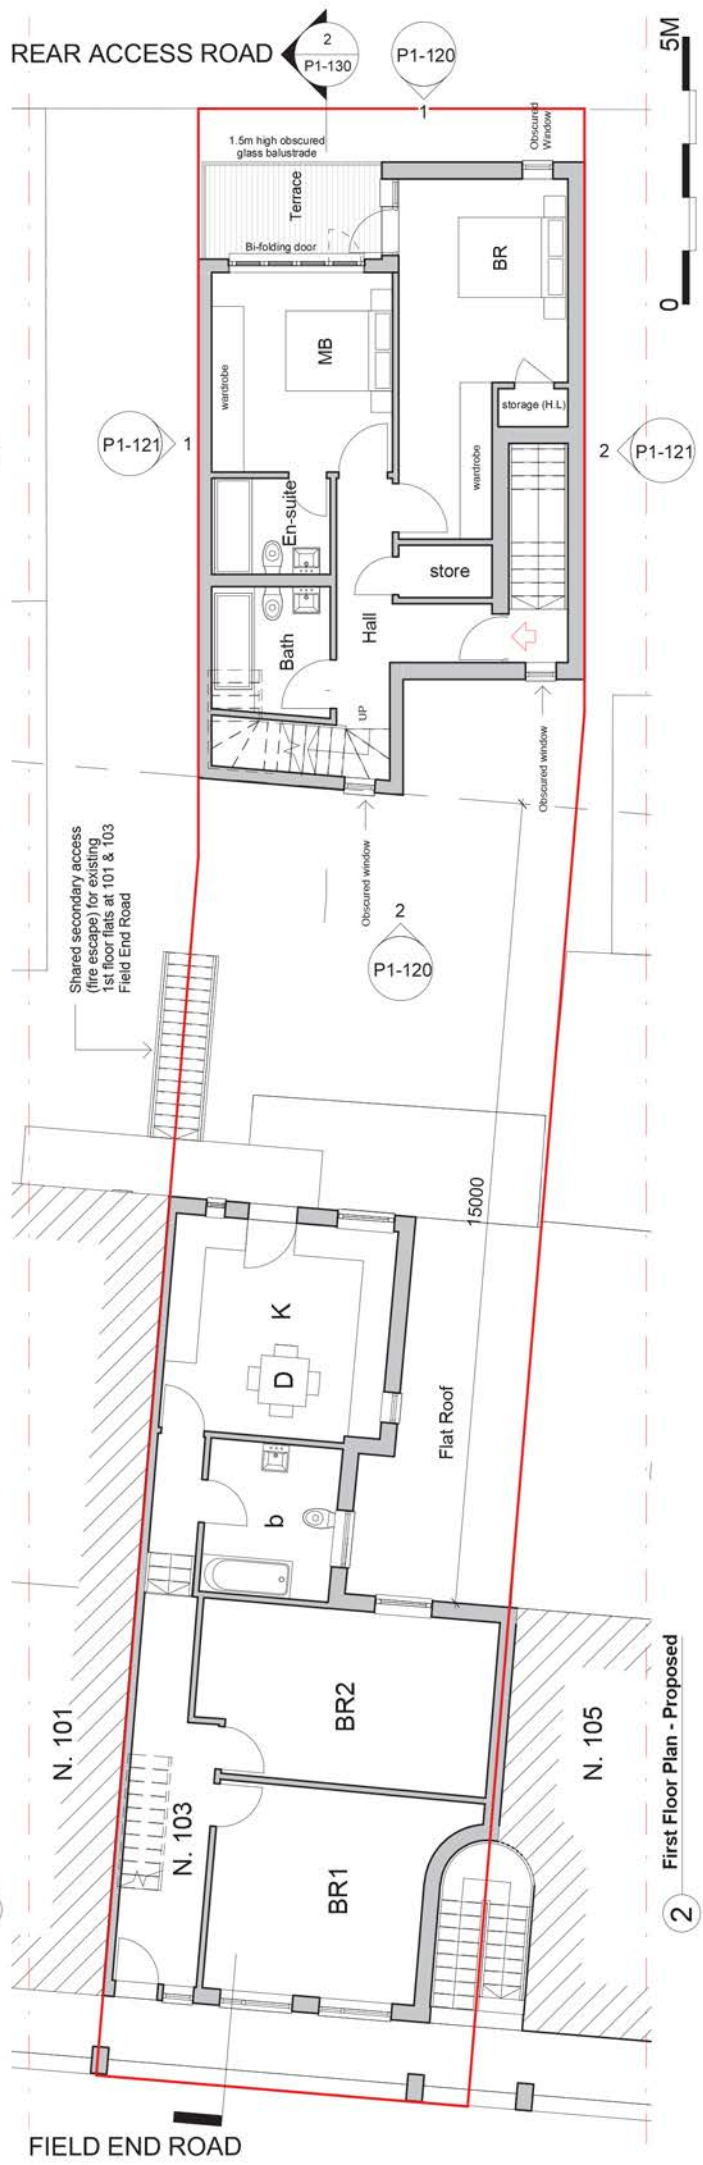 REAR ACCESS ROAD
2
P1-130
P1-120
1
5M
0
1.5m high obscured
glass balustrade
Obscured
Window
Terrace
Bi-folding door
BR
MB
wardrobe
storage (H.L)
wardrobe
P1-121
1
2
P1-121
En-suite
store
Bath
Hall
UP
Obscured window
Obscured window
Shared secondary access
(fire escape) for existing
1st floor flats at 101 & 103
Field End Road
2
P1-120
15000
K
D
Flat Roof
b
BR2
N. 101
N. 103
N. 105
BR1
2
First Floor Plan - Proposed
FIELD END ROAD